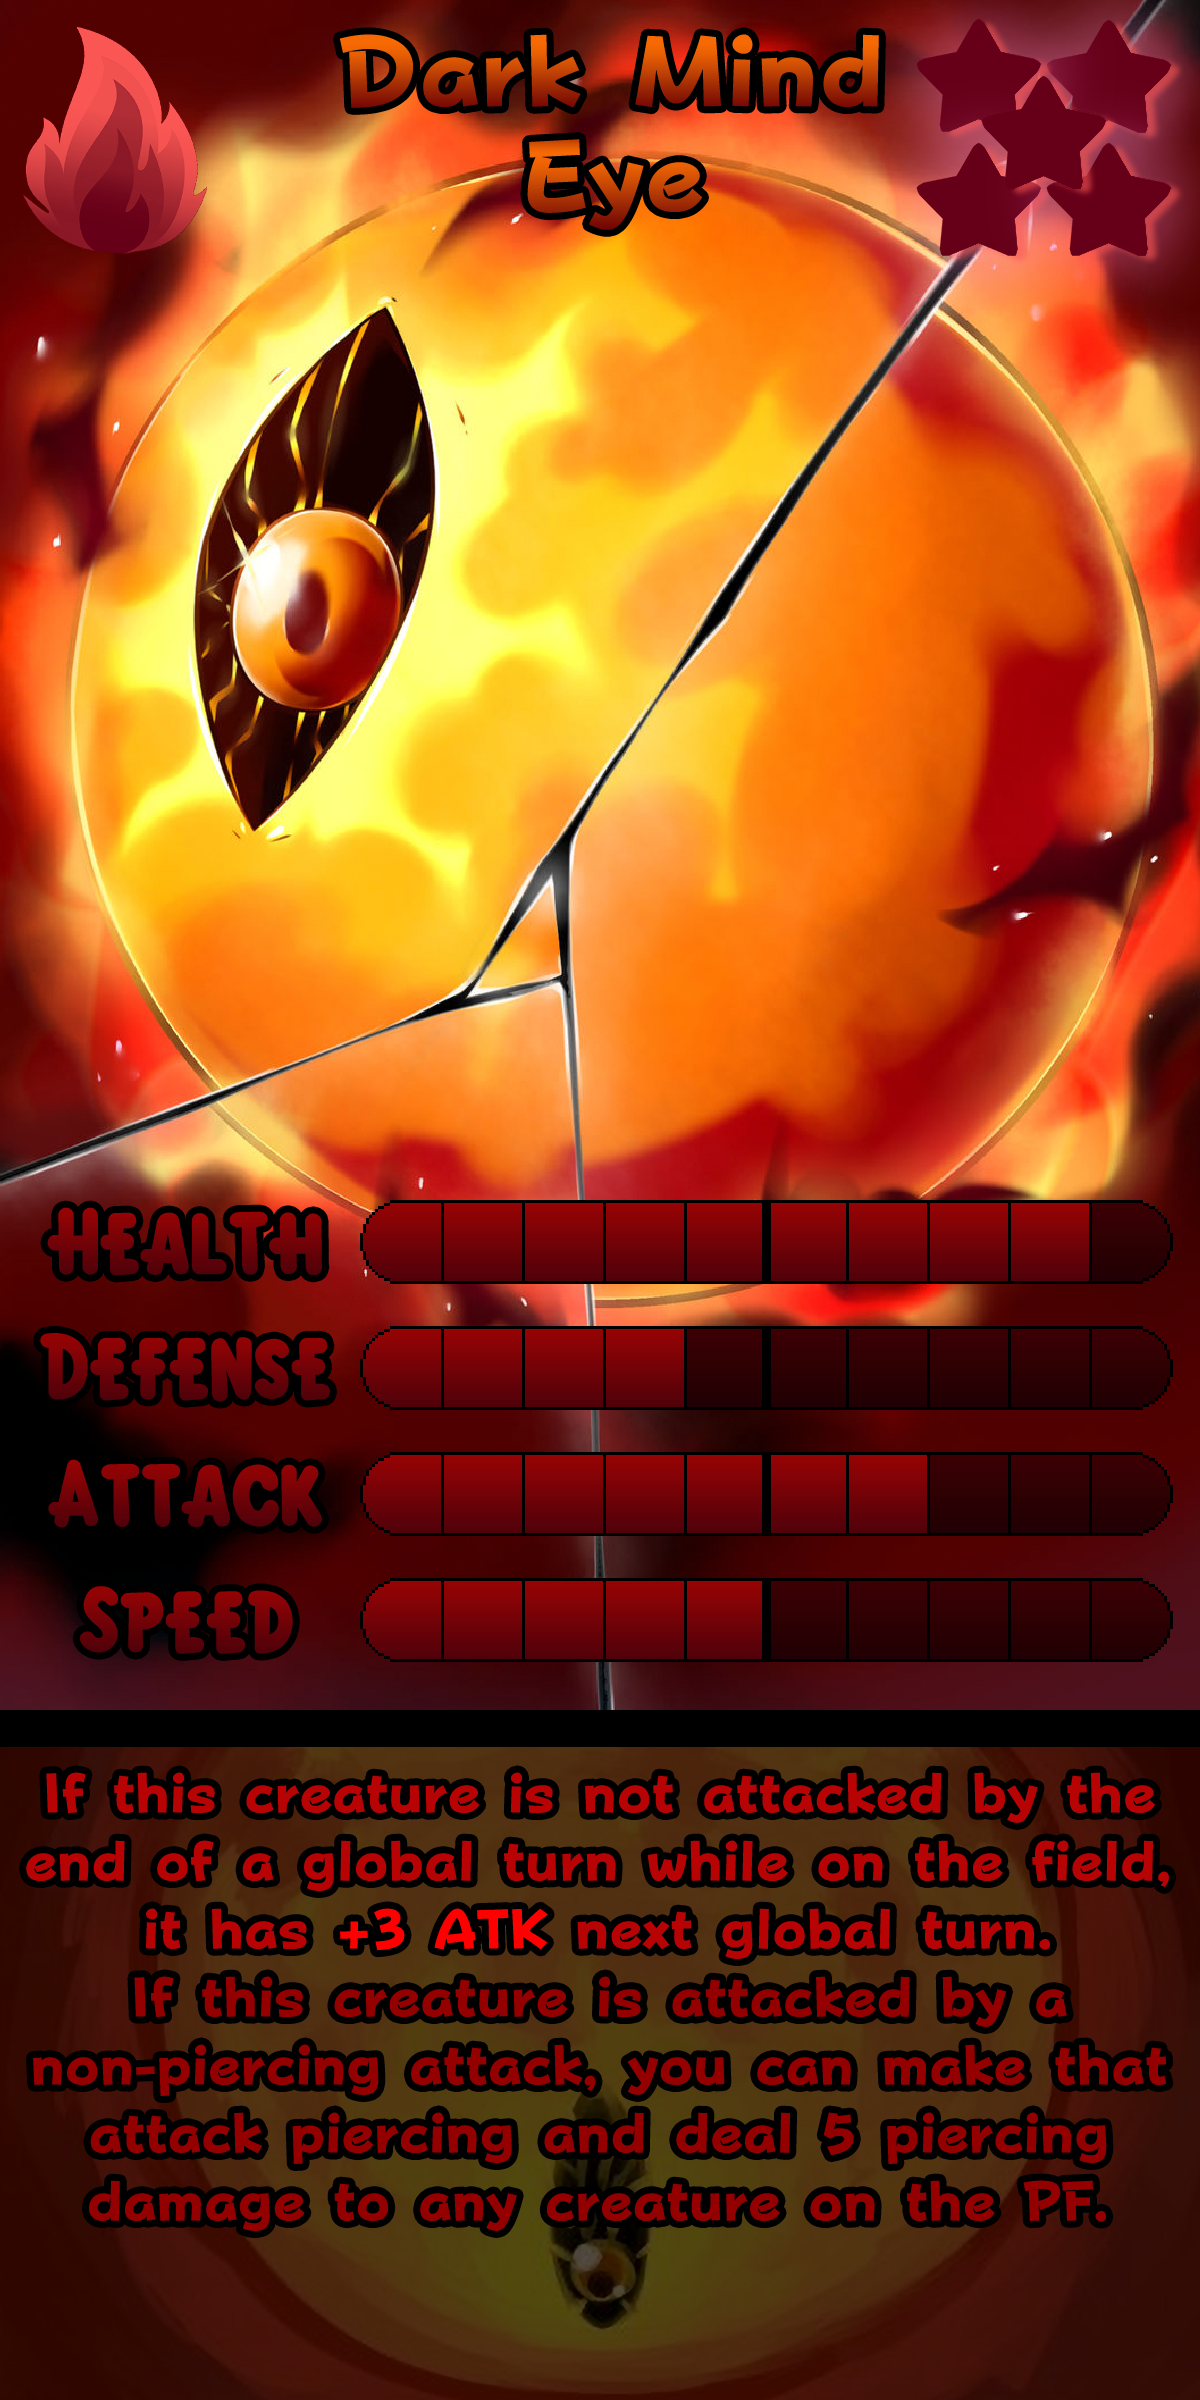 Dark Mind
Eye
HEALTH
DEFENSE
ATTACK
SPEED
If this creature is not attacked by the
end of a global turn while on the field,
it has +3 ATK next global turn.
If this creature is attacked by a
non-piercing attack, you can make that
attack piercing and deal 5 piercing
damage to any creature on the PF.